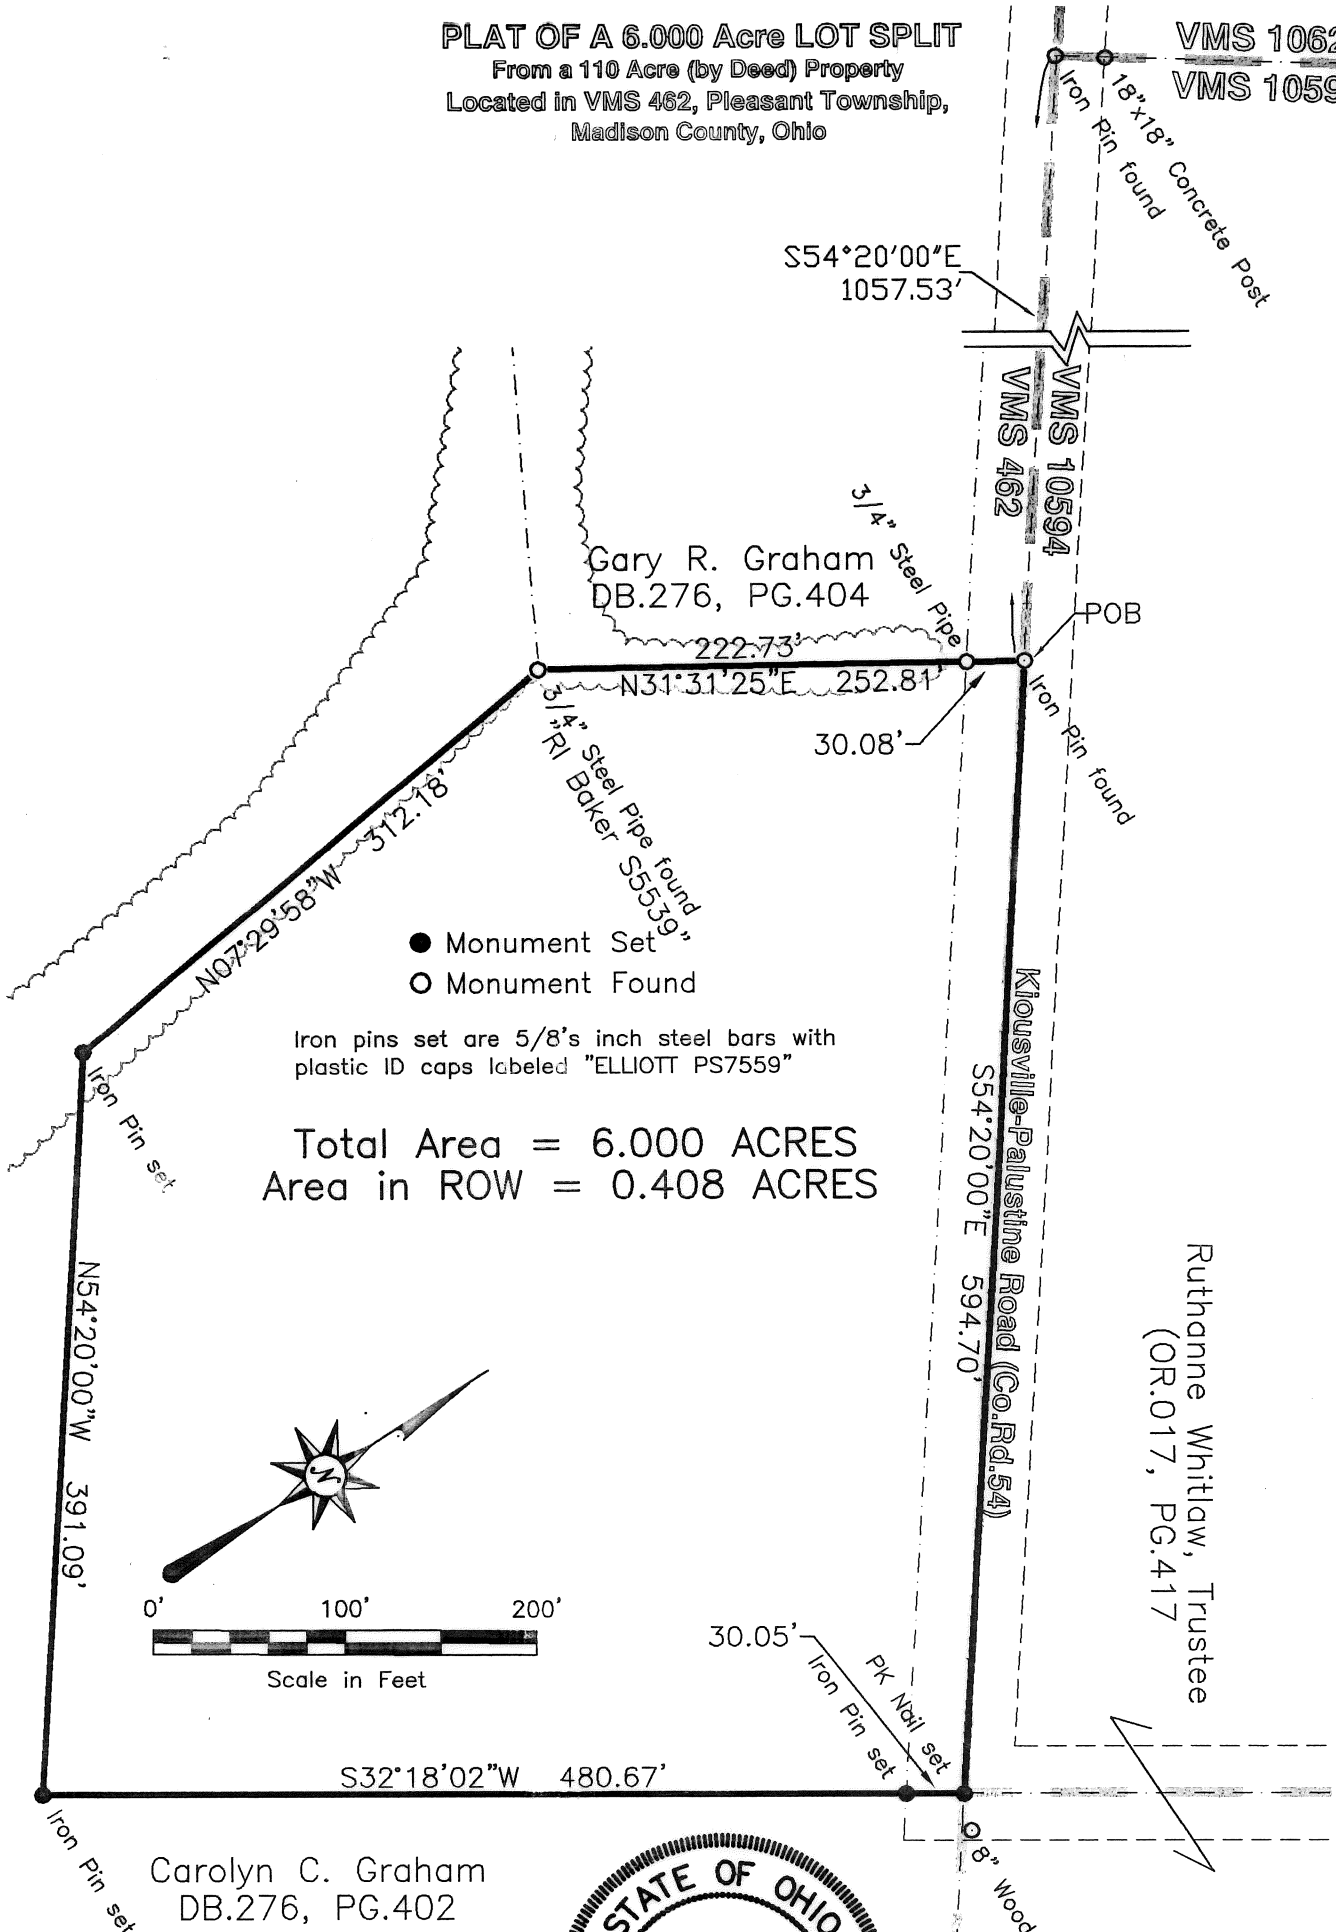 PLAT OF A 6.000 Acre LOT SPLIT
From a 110 Acre (by Deed) Property
Located in VMS 462, Pleasant Township,
Madison County, Ohio
VMS 1062
VMS 1059
Iron Pin found
18"x18" Concrete Post
S54°20'00"E
1057.53'
VMS 462
VMS 10594
3/4" Steel Pipe
Gary R. Graham
DB.276, PG.404
POB
222.73'
N31°31'25"E 252.81'
30.08'
Iron Pin found
3/4" Steel Pipe found
"RI Baker S5539"
N07°29'58"W 312.18'
Monument Set
Monument Found
Iron pins set are 5/8's inch steel bars with
plastic ID caps labeled "ELLIOTT PS7559"
Iron Pin set
Total Area = 6.000 ACRES
Area in ROW = 0.408 ACRES
Kiousville-Palustine Road (Co.Rd.54)
S54°20'00"E 594.70'
Ruthanne Whitlaw, Trustee
(OR.017, PG.417
N54°20'00"W 391.09'
N
0' 100' 200'
Scale in Feet
30.05'
PK Nail set
Iron Pin set
S32°18'02"W 480.67'
Iron Pin set
8" Wood
Carolyn C. Graham
DB.276, PG.402
STATE OF OHIO